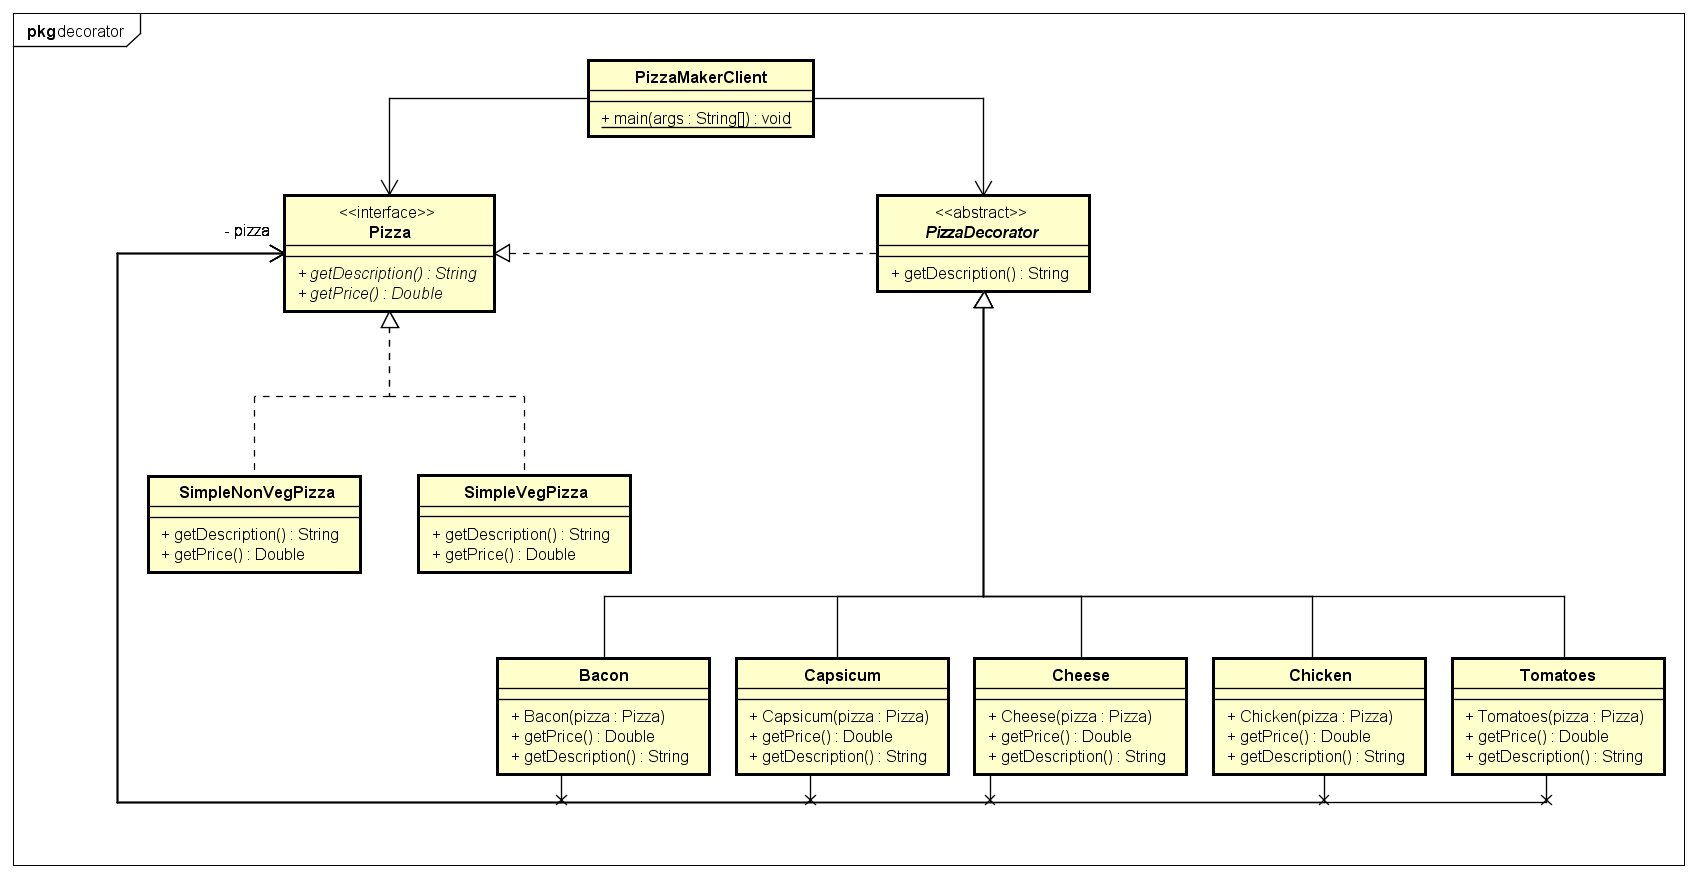 pkg decorator
PizzaMakerClient
+ main(args : String[]) : void
<<interface>>
Pizza
+ getDescription() : String
+ getPrice() : Double
- pizza
<<abstract>>
PizzaDecorator
+ getDescription() : String
SimpleNonVegPizza
+ getDescription() : String
+ getPrice() : Double
SimpleVegPizza
+ getDescription() : String
+ getPrice() : Double
Bacon
+ Bacon(pizza : Pizza)
+ getPrice() : Double
+ getDescription() : String
Capsicum
+ Capsicum(pizza : Pizza)
+ getPrice() : Double
+ getDescription() : String
Cheese
+ Cheese(pizza : Pizza)
+ getPrice() : Double
+ getDescription() : String
Chicken
+ Chicken(pizza : Pizza)
+ getPrice() : Double
+ getDescription() : String
Tomatoes
+ Tomatoes(pizza : Pizza)
+ getPrice() : Double
+ getDescription() : String